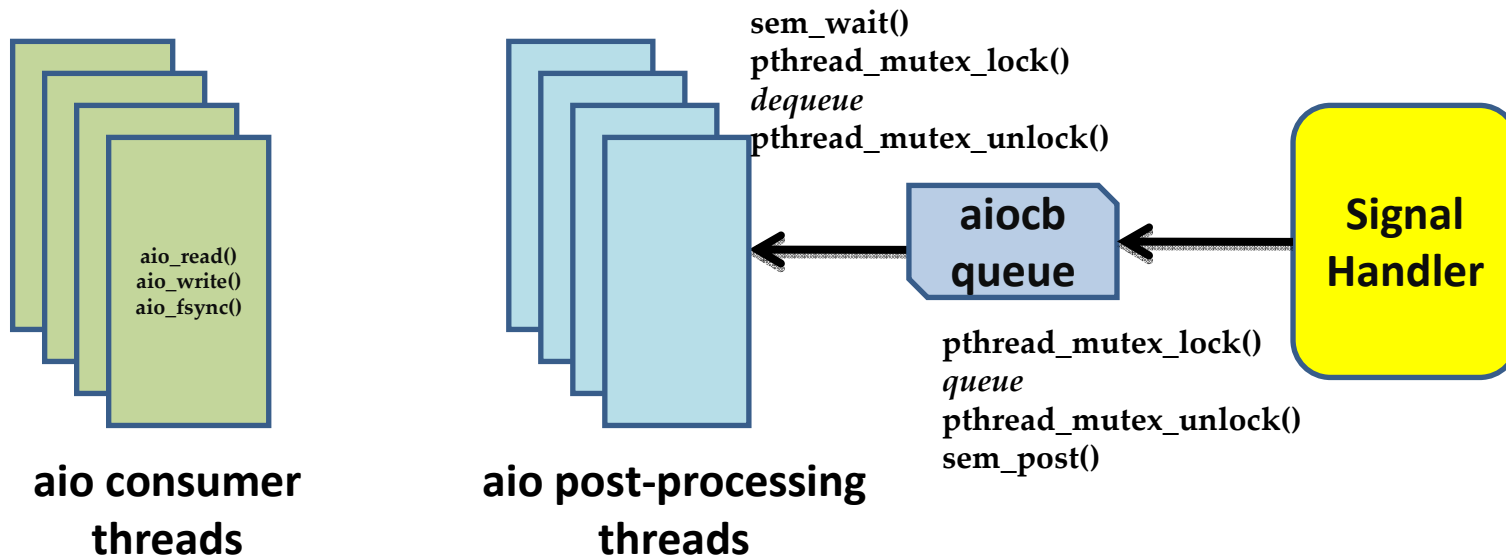 sem_wait()
pthread_mutex_lock()
dequeue
pthread_mutex_unlock()
aio_read()
aio_write()
aio_fsync()
aiocb
queue
Signal
Handler
pthread_mutex_lock()
queue
pthread_mutex_unlock()
sem_post()
aio consumer
threads
aio post-processing
threads